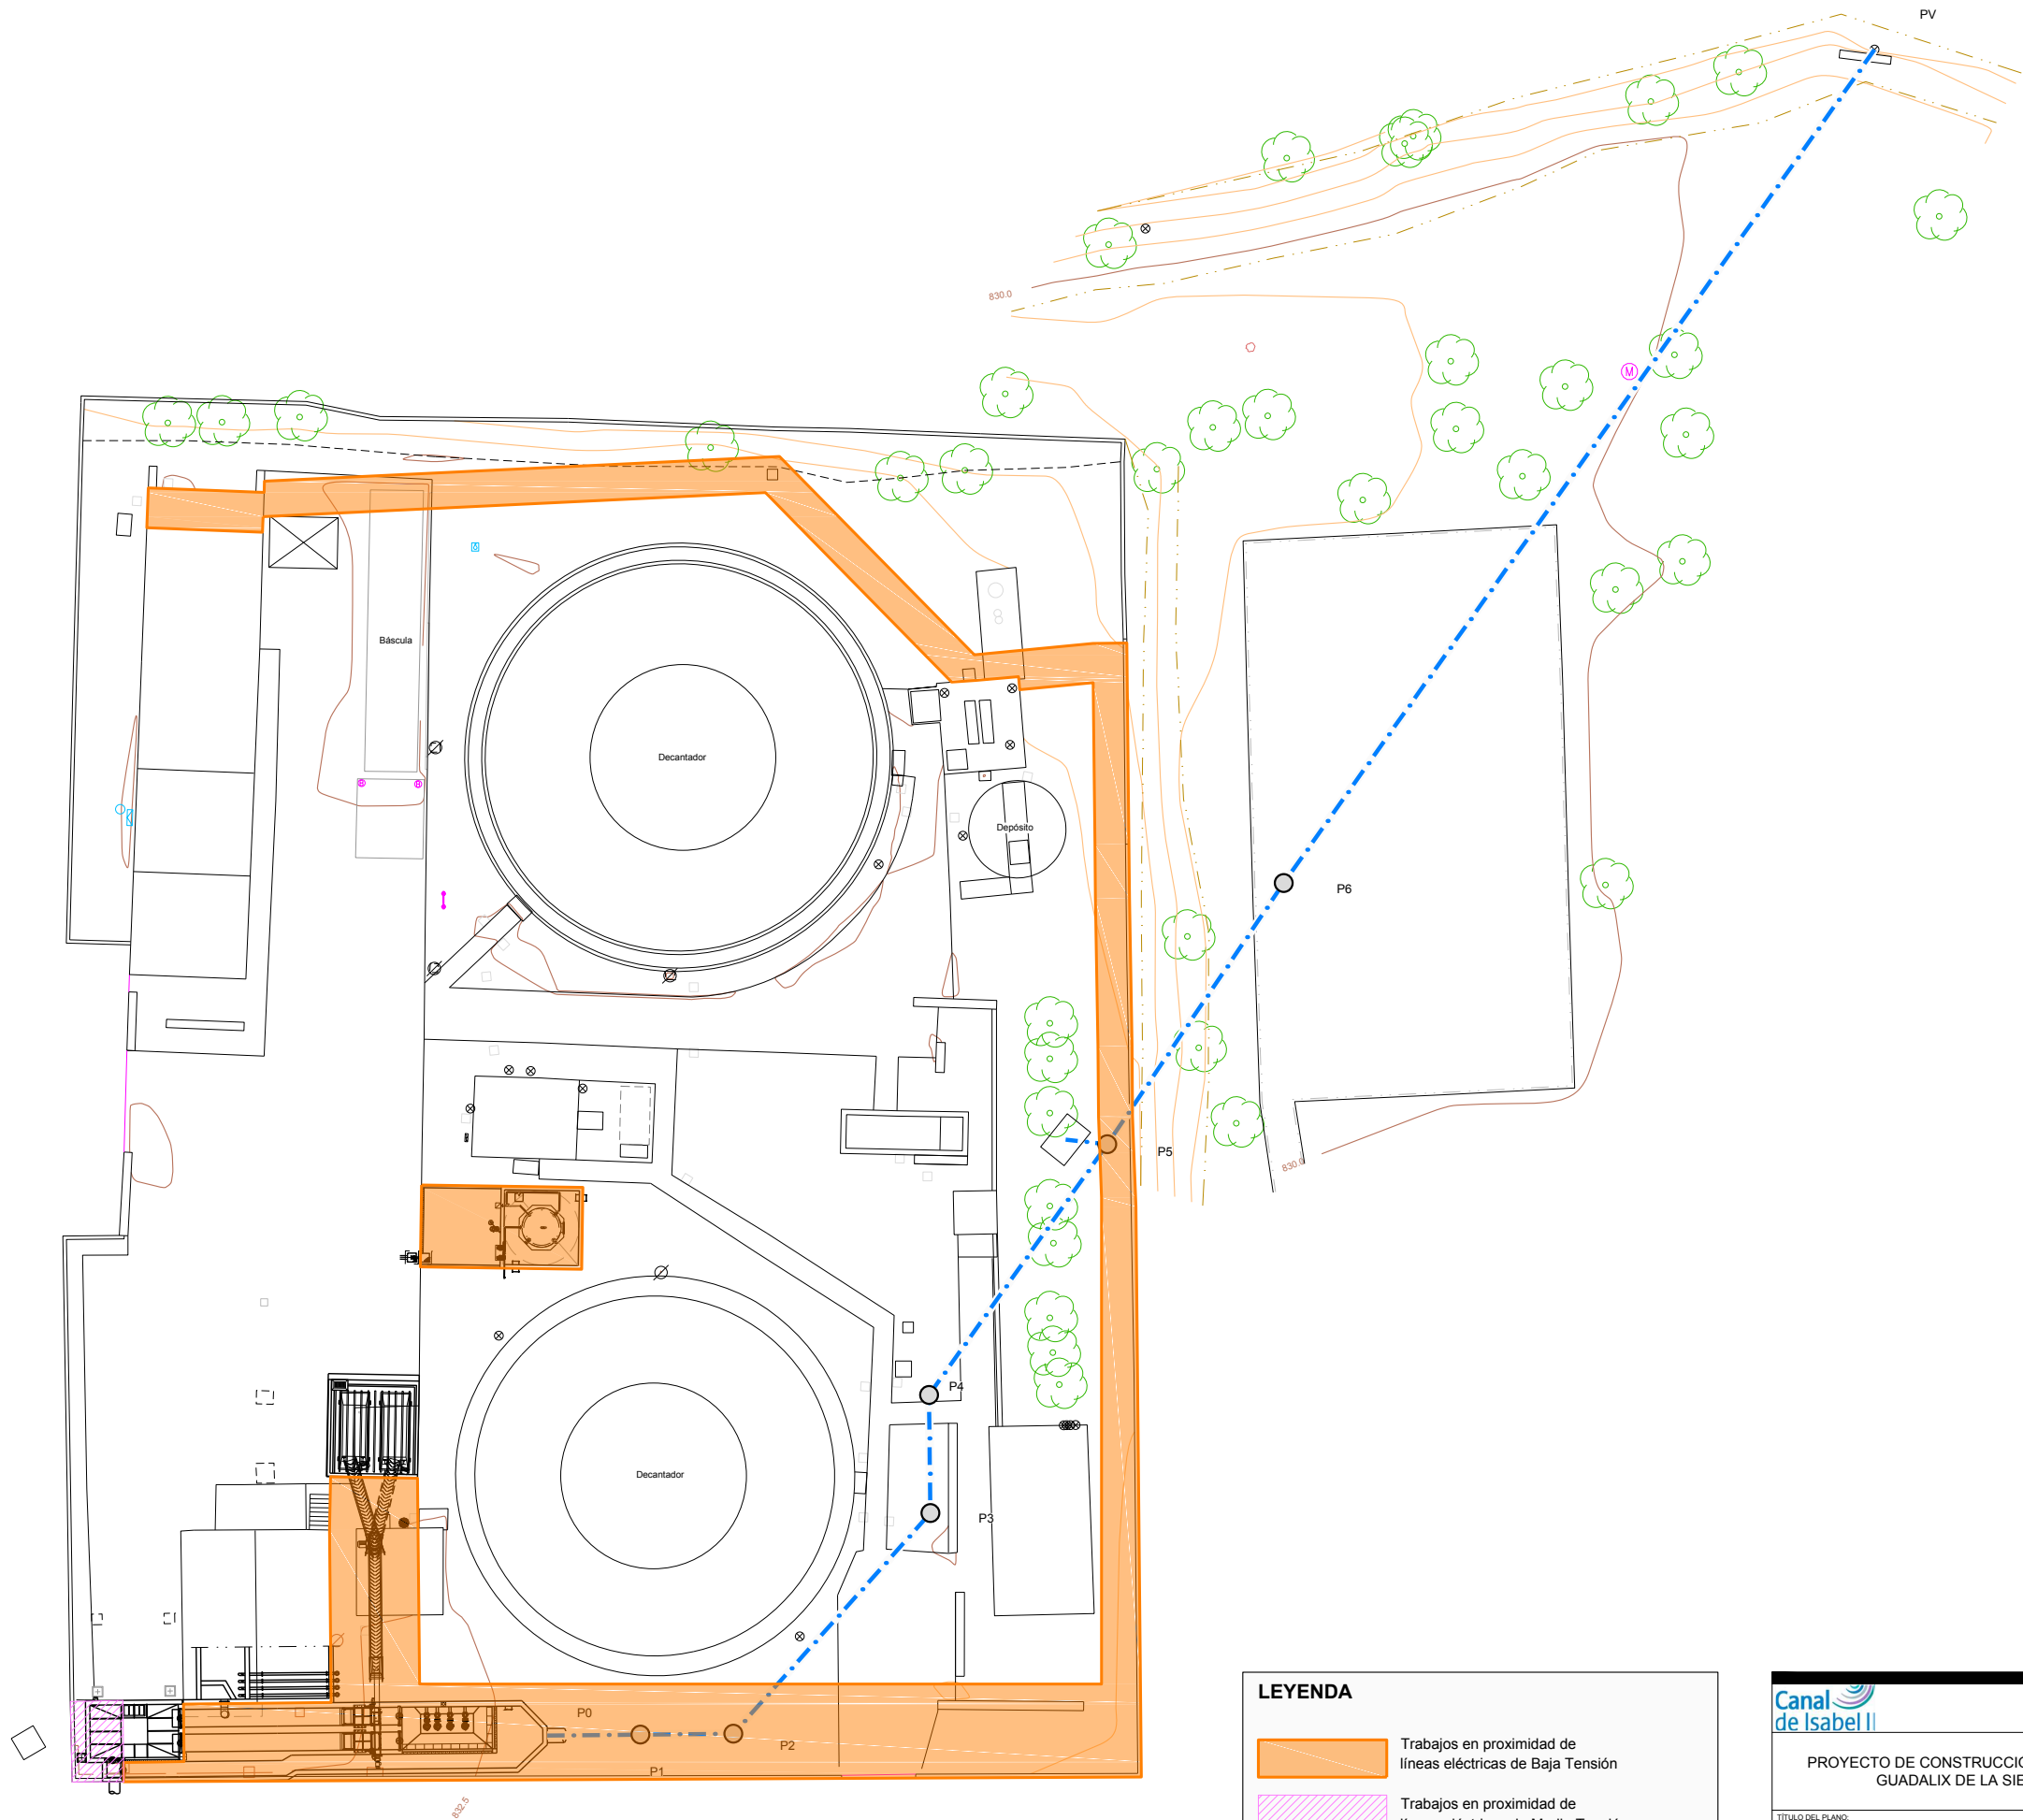 PV
830.0
M
Báscula
Decantador
Depósito
P6
P5
830.0
P4
Decantador
P3
P0
P2
P1
832.5
LEYENDA
Trabajos en proximidad de
líneas eléctricas de Baja Tensión
Trabajos en proximidad de
Canal
de Isabel II
PROYECTO DE CONSTRUCCI
GUADALIX DE LA SIE
TÍTULO DEL PLANO: